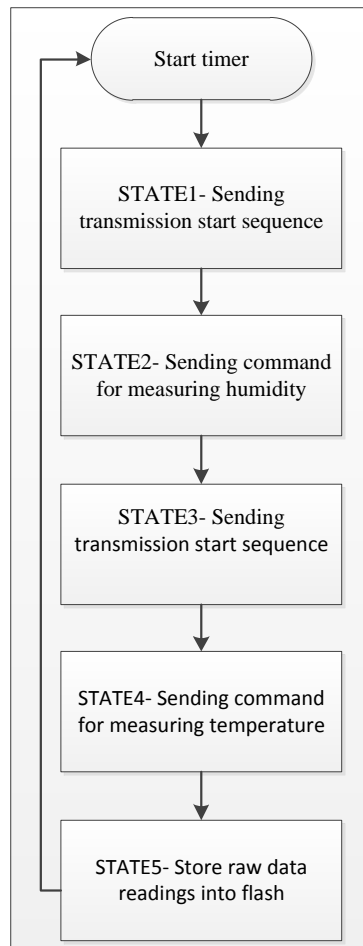 Start timer
STATE1- Sending
transmission start sequence
STATE2- Sending command
for measuring humidity
STATE3- Sending
transmission start sequence
STATE4- Sending command
for measuring temperature
STATE5- Store raw data
readings into flash